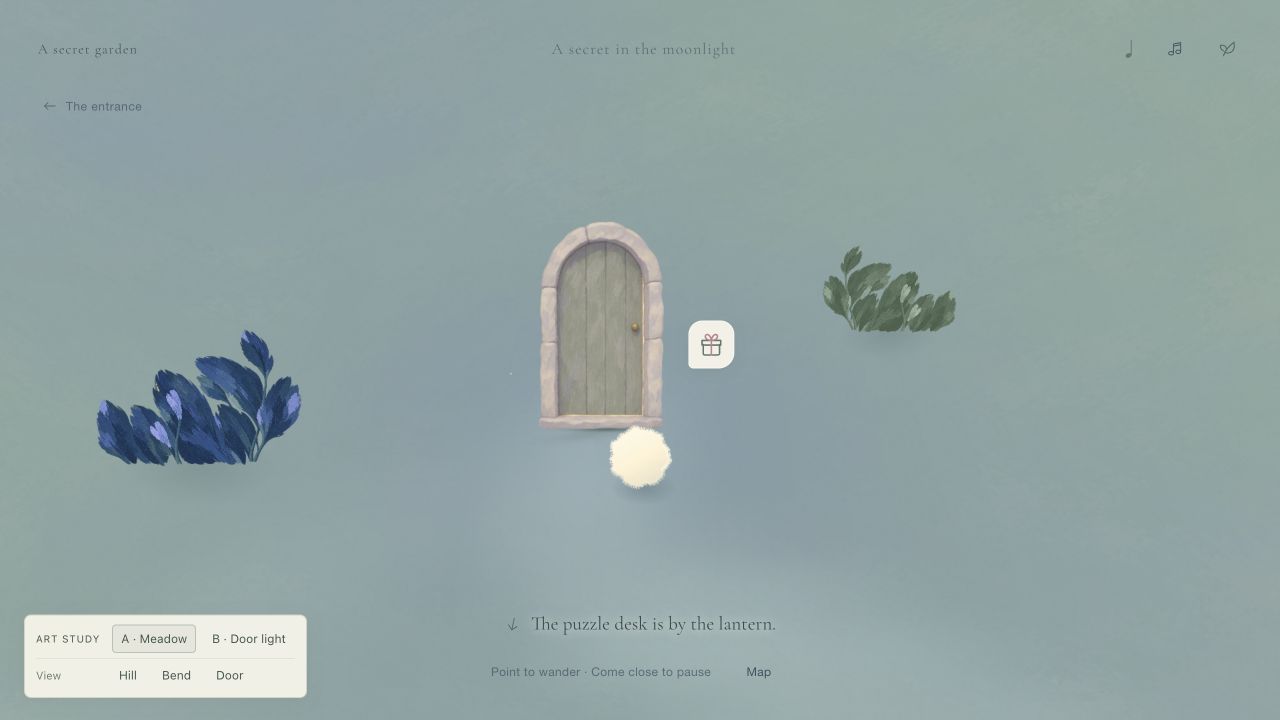 A secret garden
A secret in the moonlight
← The entrance
↓ The puzzle desk is by the lantern.
Point to wander · Come close to pause
Map
ART STUDY
A · Meadow
B · Door light
View
Hill
Bend
Door